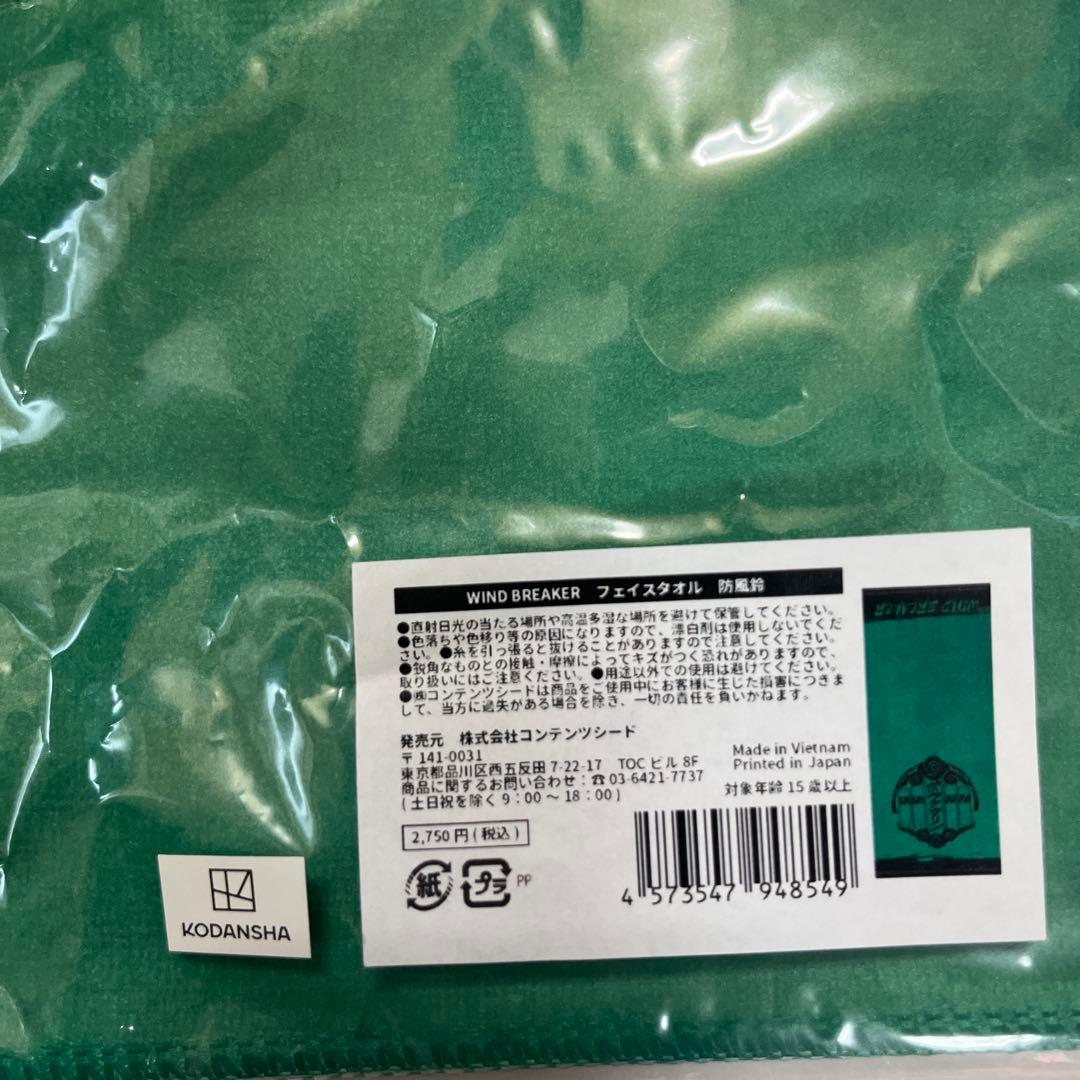 WIND BREAKER フェイスタオル 防風鈴
●直射日光の当たる場所や高温多湿な場所を避けて保管してください。
●色落ちや色移り等の原因になりますので、漂白剤は使用しないでくだ
さい。●糸を引っ張ると抜けることがありますので注意してください。
●鋭角なものとの接触・摩擦によってキズがつく恐れがありますので、
取り扱いにはご注意ください。●用途以外での使用は避けてください。
●㈱コンテンツシードは商品をご使用中にお客様に生じた損害につきま
して、当方に過失がある場合を除き、一切の責任を負いかねます。
発売元 株式会社コンテンツシード
〒141-0031
東京都品川区西五反田 7-22-17 TOC ビル 8F
商品に関するお問い合わせ：☎03-6421-7737
(土日祝を除く 9：00 〜 18：00)
Made in Vietnam
Printed in Japan
対象年齢 15 歳以上
2,750 円 (税込)
紙 プラ PP
4 573547 948549
WIND BREAKER
KODANSHA